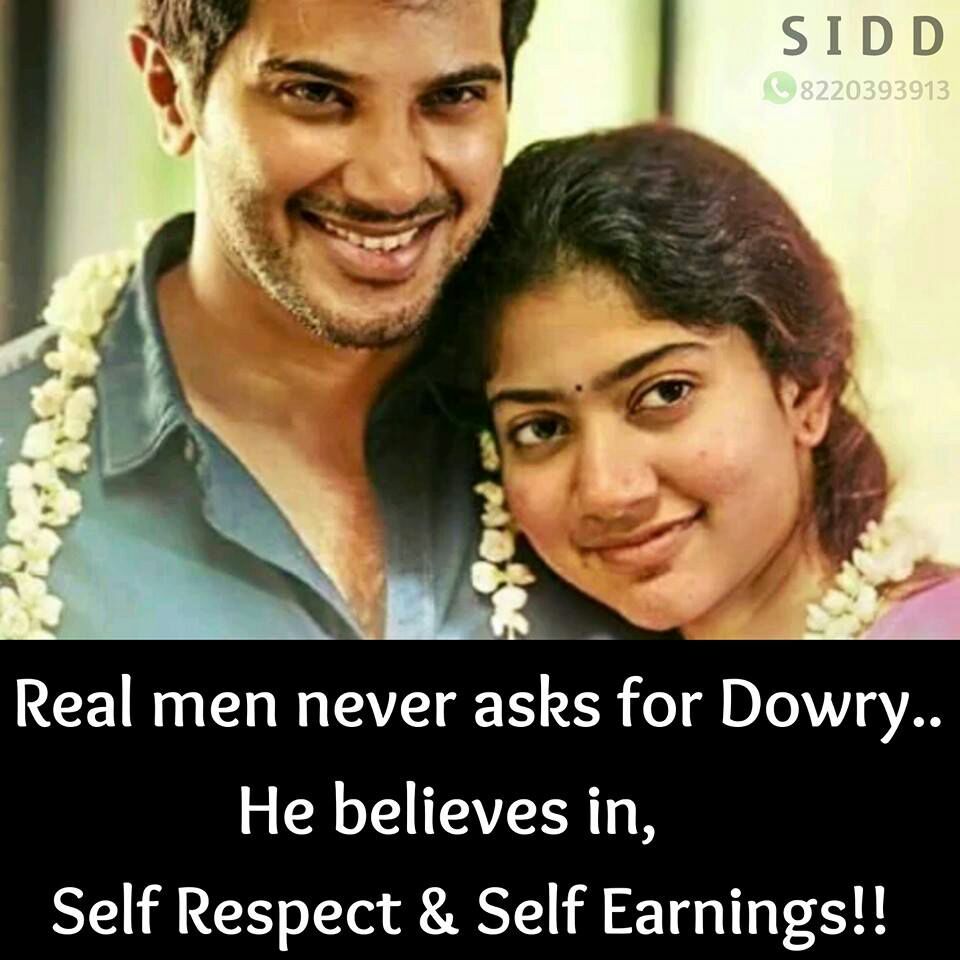 SIDD
8220393913
Real men never asks for Dowry..
He believes in,
Self Respect & Self Earnings!!